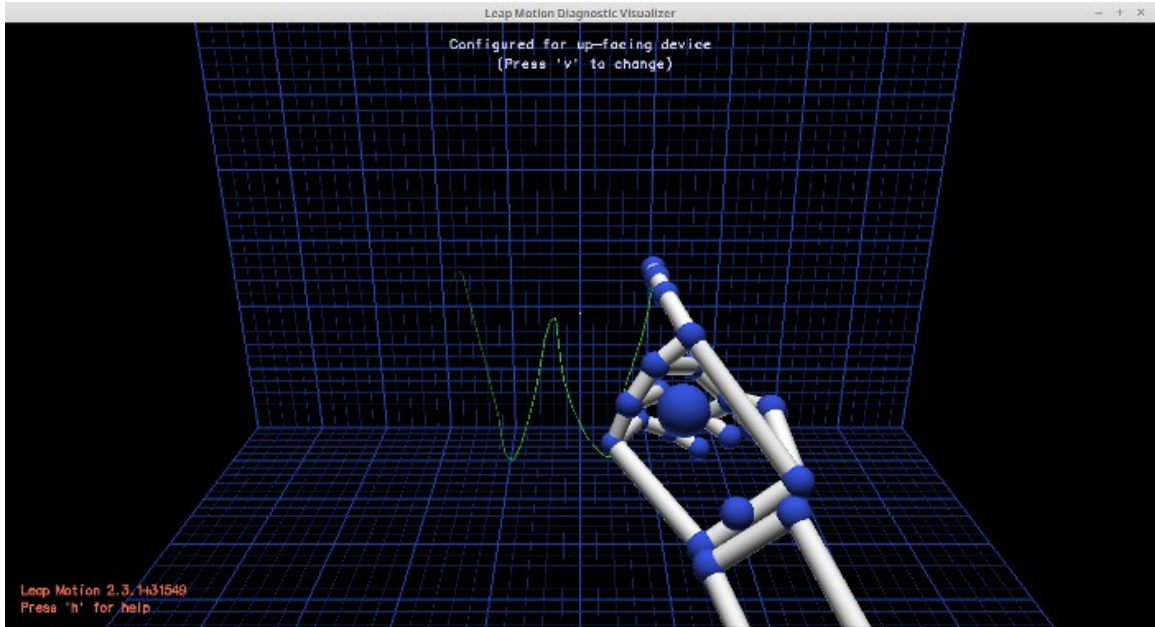 Leap Motion Diagnostic Visualizer
Configured for up-facing device
(Press 'v' to change)
W
Leap Motion 2.3.1+31549
Press 'h' for help